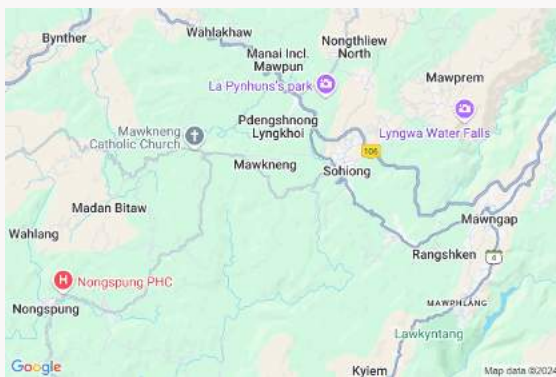 Bynther
Wahlakhaw
Nongthliew
North
Manai Incl.
Mawpun
La Pynhuns's park
Mawprem
Pdengshnong
Lyngkhoi
Lyngwa Water Falls
Mawkneng
Catholic Church
106
Mawkneng
Sohiong
Madan Bitaw
Mawngap
Wahlang
Rangshken
4
H
Nongspung PHC
Nongspung
MAWPHLANG
Lawkyntang
Kyiem
Google
Map data ©2024